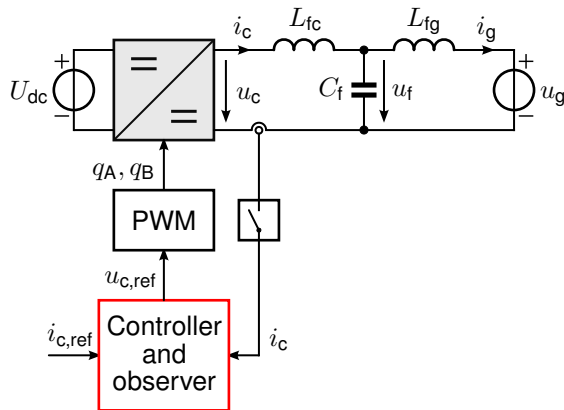 i_c
L_fc
L_fg
i_g
+
U_dc
−
=
=
u_c
C_f
u_f
+
u_g
−
q_A, q_B
PWM
u_c,ref
i_c,ref
Controller
and
observer
i_c